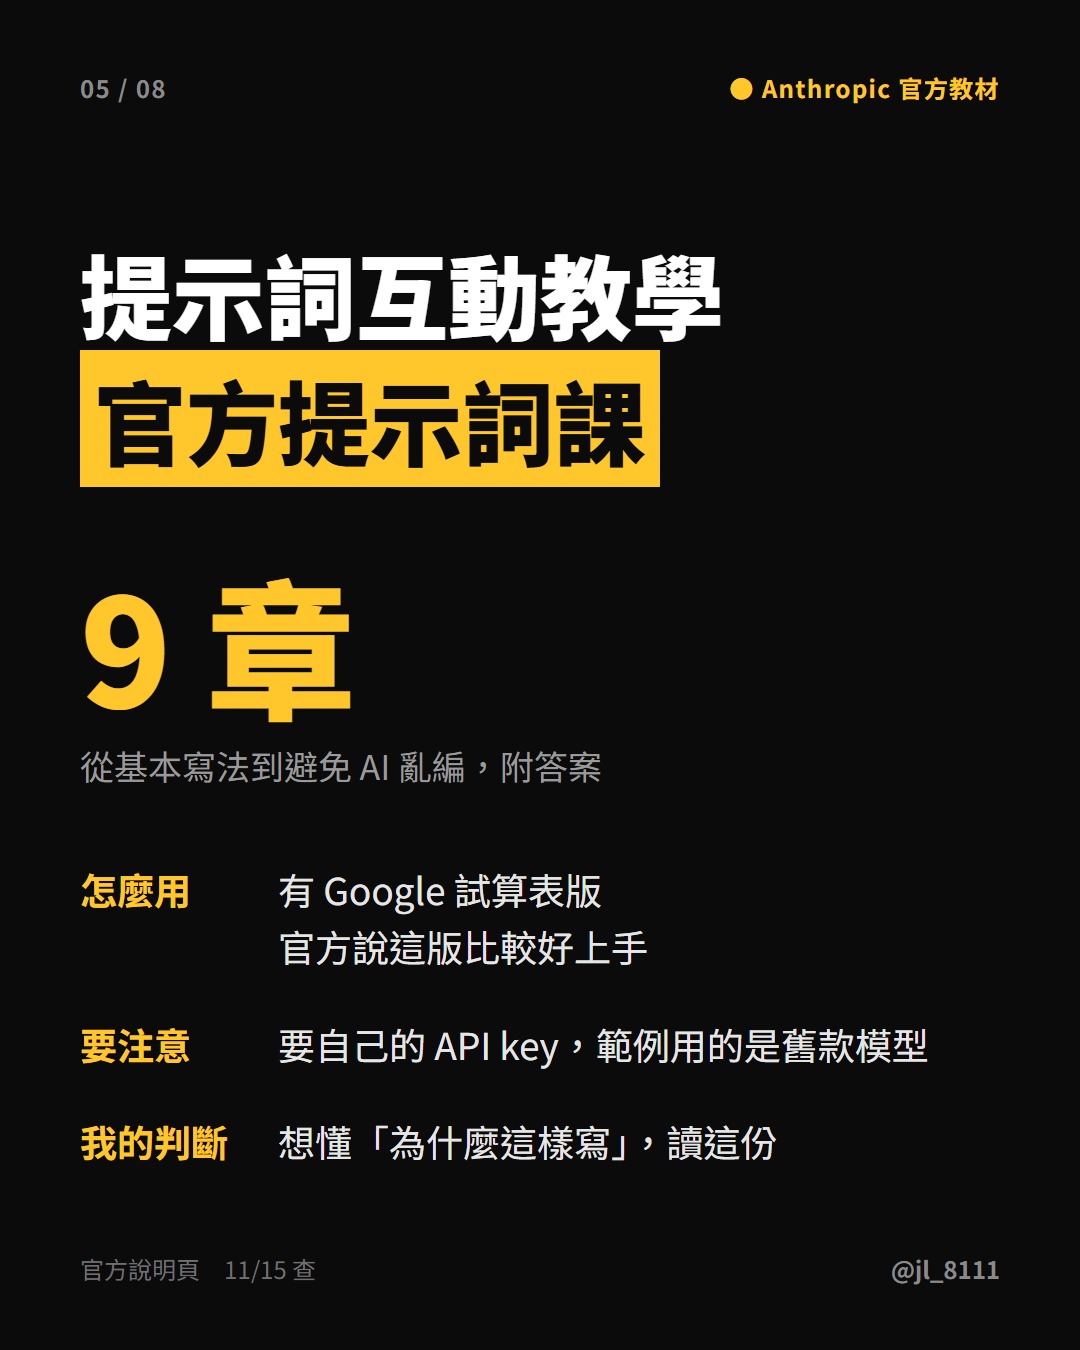 05 / 08
Anthropic 官方教材
提示詞互動教學
官方提示詞課
9 章
從基本寫法到避免 AI 亂編，附答案
怎麼用
有 Google 試算表版
官方說這版比較好上手
要注意
要自己的 API key，範例用的是舊款模型
我的判斷
想懂「為什麼這樣寫」，讀這份
官方說明頁 11/15 查
@jl_8111